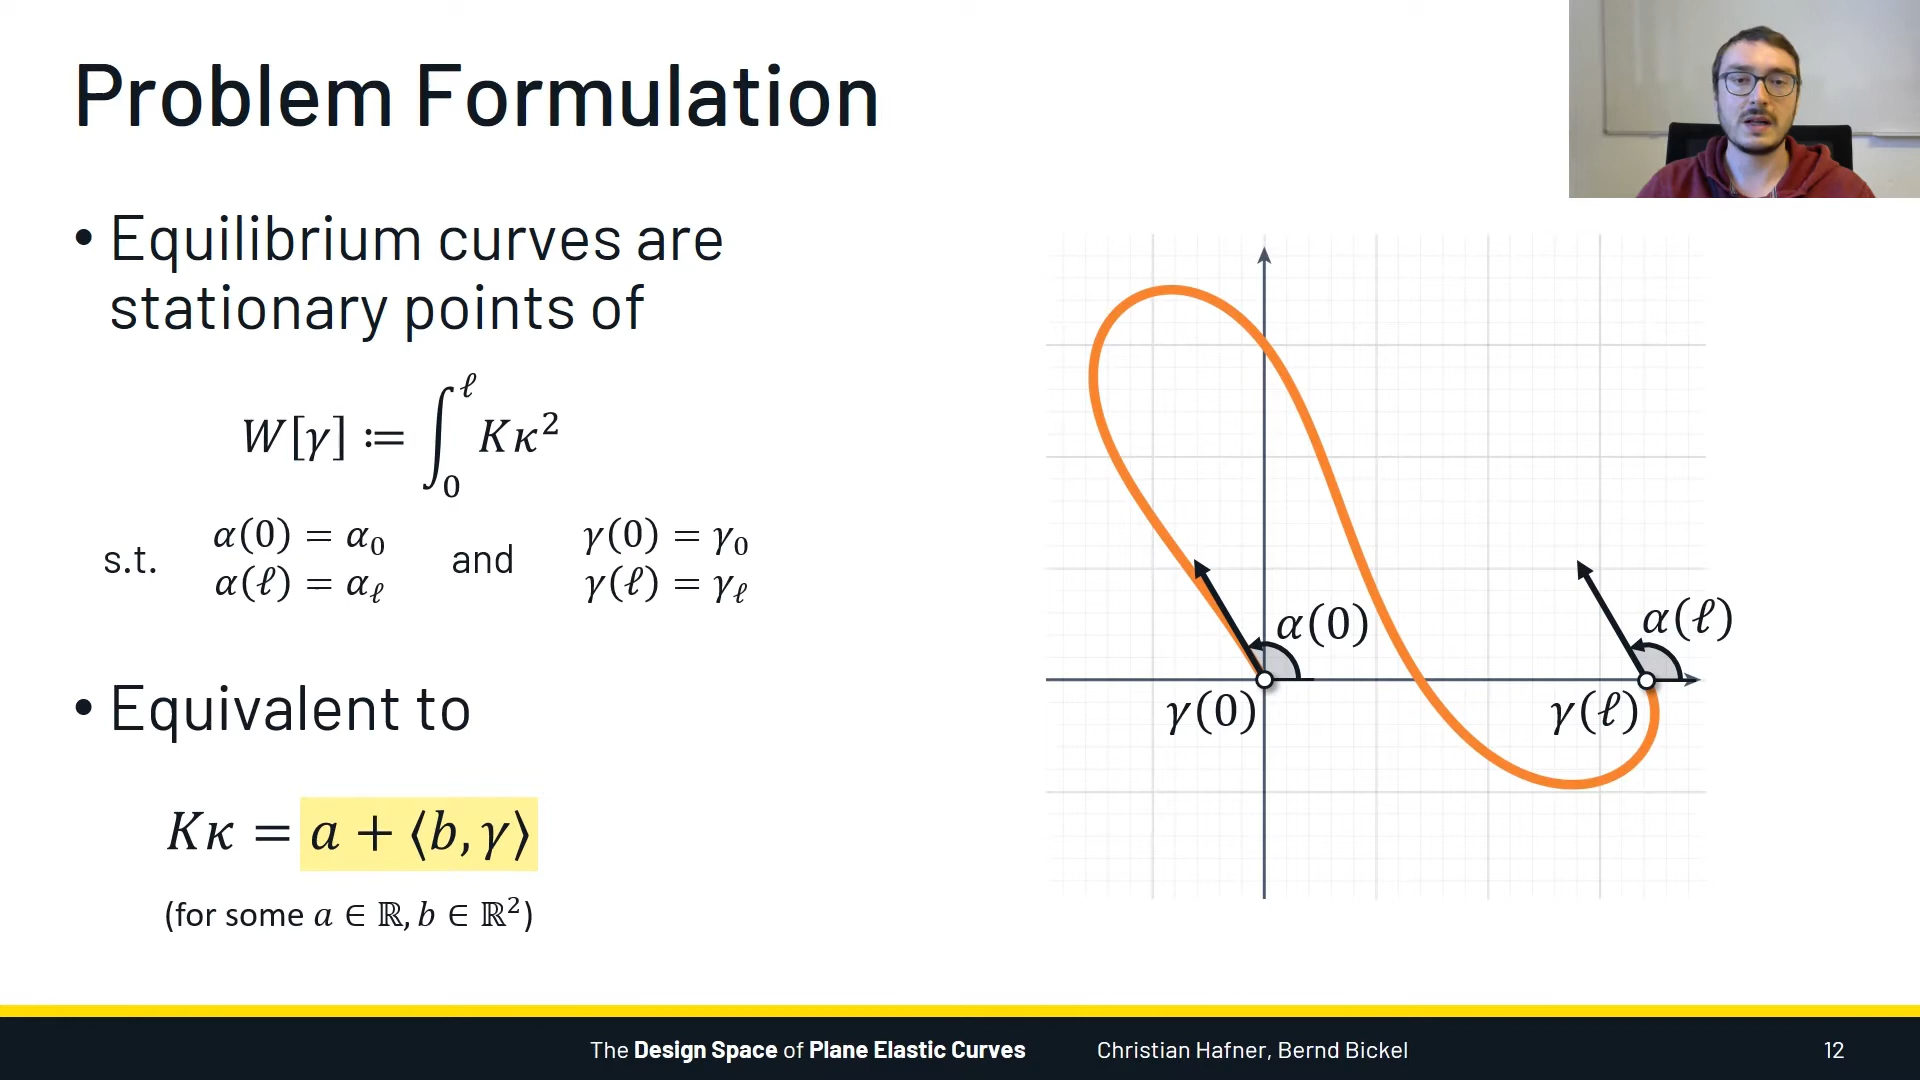 Problem Formulation
• Equilibrium curves are
stationary points of
W[γ] ≔ ∫₀^ℓ Kκ²
s.t. α(0) = α₀ and γ(0) = γ₀
α(ℓ) = α_ℓ γ(ℓ) = γ_ℓ
• Equivalent to
Kκ = a + ⟨b, γ⟩
(for some a ∈ ℝ, b ∈ ℝ²)
α(0)
α(ℓ)
γ(0)
γ(ℓ)
The Design Space of Plane Elastic Curves Christian Hafner, Bernd Bickel 12